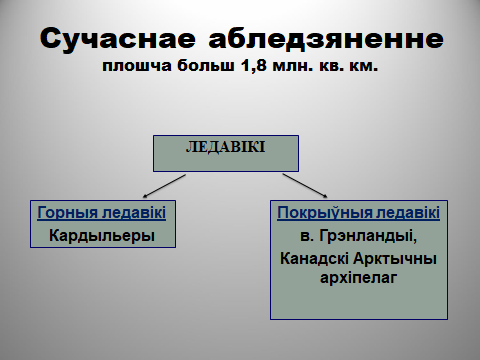 Сучаснае абледзяненне
плошча больш 1,8 млн. кв. км.
ЛЕДАВІКІ
Горныя ледавікі
Кардыльеры
Покрыўныя ледавікі
в. Грэнландыі,
Канадскі Арктычны
архіпелаг